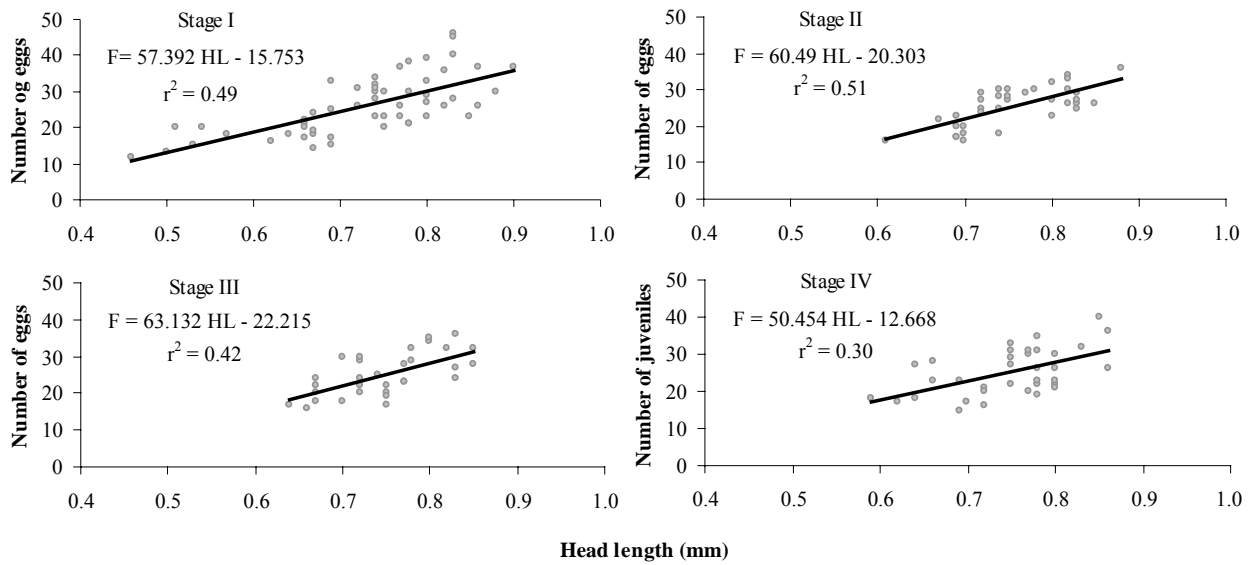 Stage I
F= 57.392 HL - 15.753
r² = 0.49
Number og eggs
50
40
30
20
10
0
0.4 0.5 0.6 0.7 0.8 0.9 1.0
Stage II
F = 60.49 HL - 20.303
r² = 0.51
Number of eggs
50
40
30
20
10
0
0.4 0.5 0.6 0.7 0.8 0.9 1.0
Stage III
F = 63.132 HL - 22.215
r² = 0.42
Number of eggs
50
40
30
20
10
0
0.4 0.5 0.6 0.7 0.8 0.9 1.0
Stage IV
F = 50.454 HL - 12.668
r² = 0.30
Number of juveniles
50
40
30
20
10
0
0.4 0.5 0.6 0.7 0.8 0.9 1.0
Head length (mm)